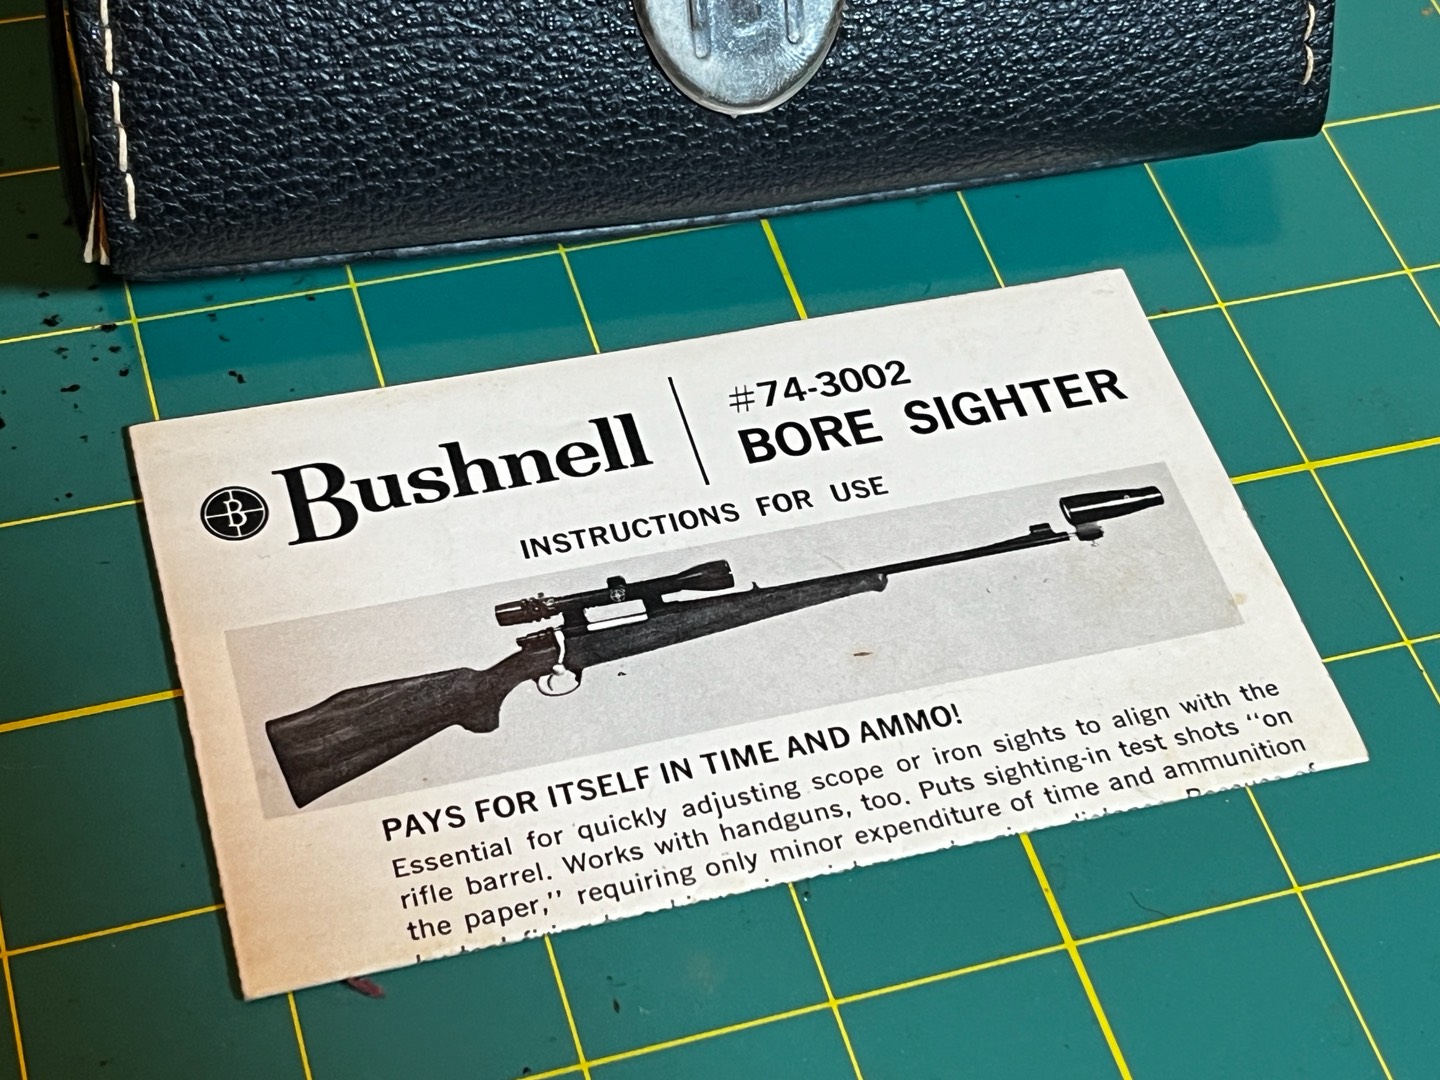 B Bushnell
#74-3002
BORE SIGHTER
INSTRUCTIONS FOR USE
PAYS FOR ITSELF IN TIME AND AMMO!
Essential for quickly adjusting scope or iron sights to align with the
rifle barrel. Works with handguns, too. Puts sighting-in test shots “on
the paper,” requiring only minor expenditure of time and ammunition